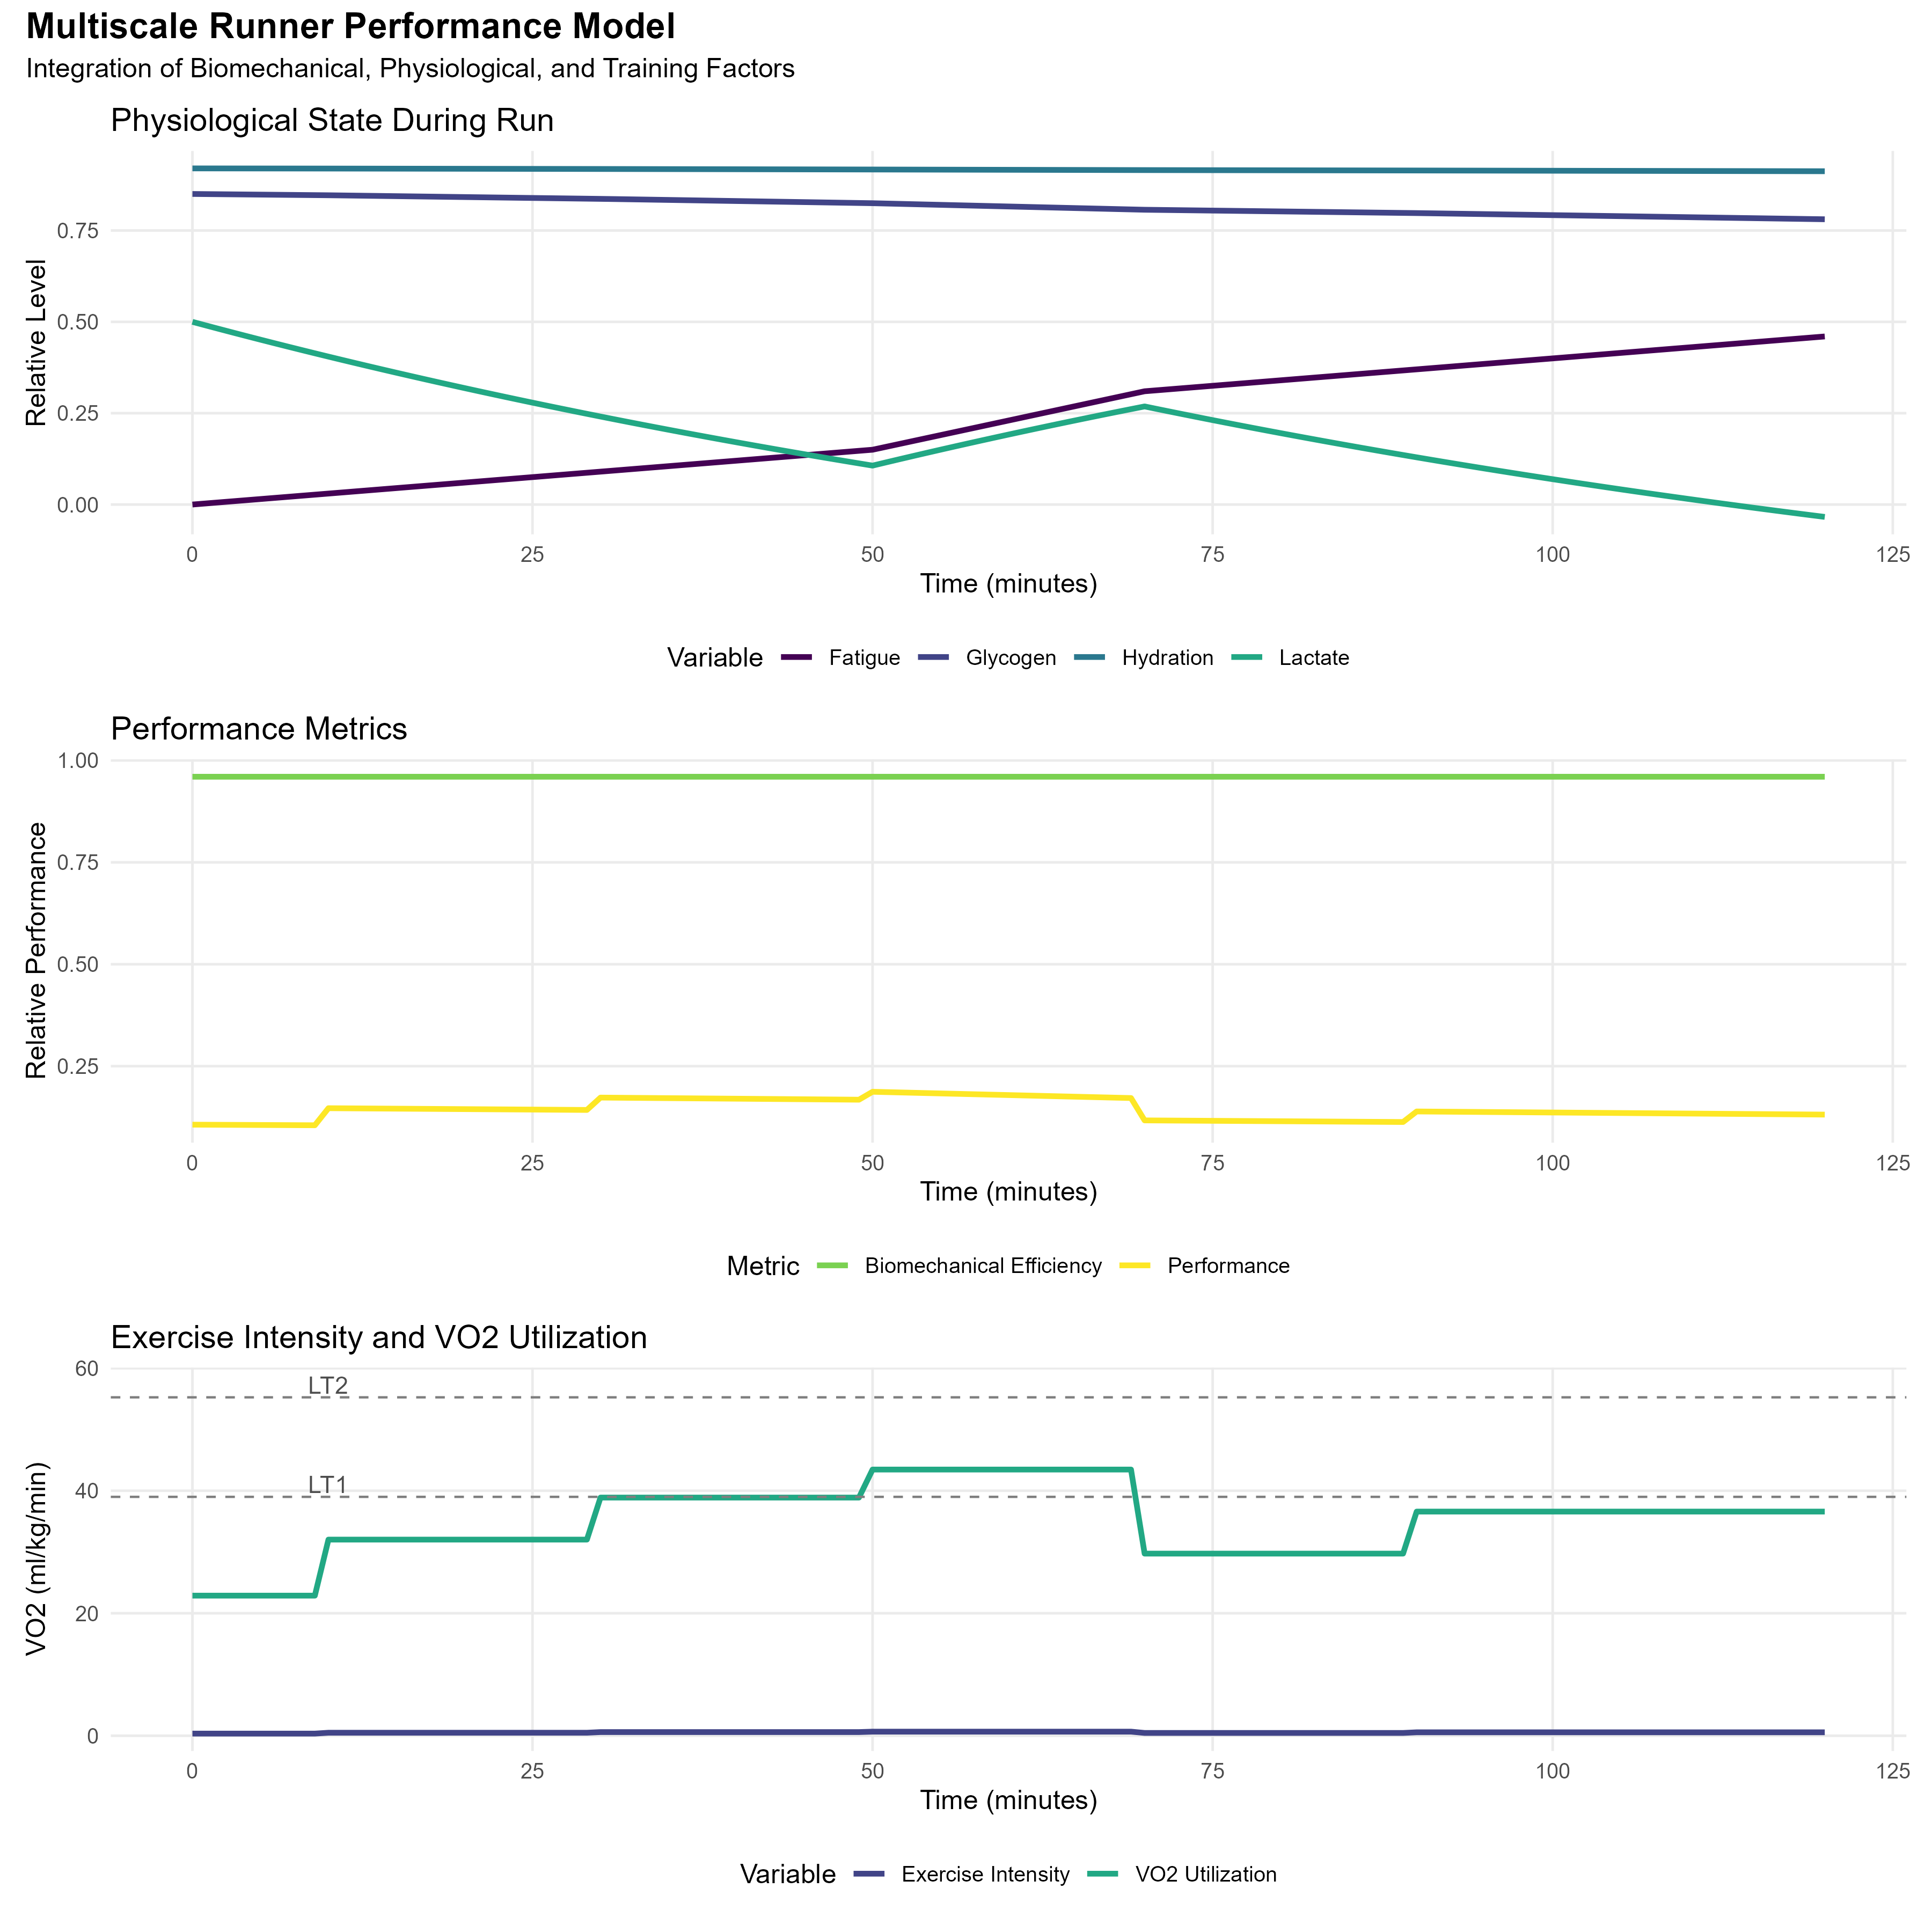 Multiscale Runner Performance Model
Integration of Biomechanical, Physiological, and Training Factors
Physiological State During Run
Relative Level
0.75
0.50
0.25
0.00
0 25 50 75 100 125
Time (minutes)
Variable Fatigue Glycogen Hydration Lactate
Performance Metrics
Relative Performance
1.00
0.75
0.50
0.25
0 25 50 75 100 125
Time (minutes)
Metric Biomechanical Efficiency Performance
Exercise Intensity and VO2 Utilization
VO2 (ml/kg/min)
60
LT2
LT1
40
20
0
0 25 50 75 100 125
Time (minutes)
Variable Exercise Intensity VO2 Utilization